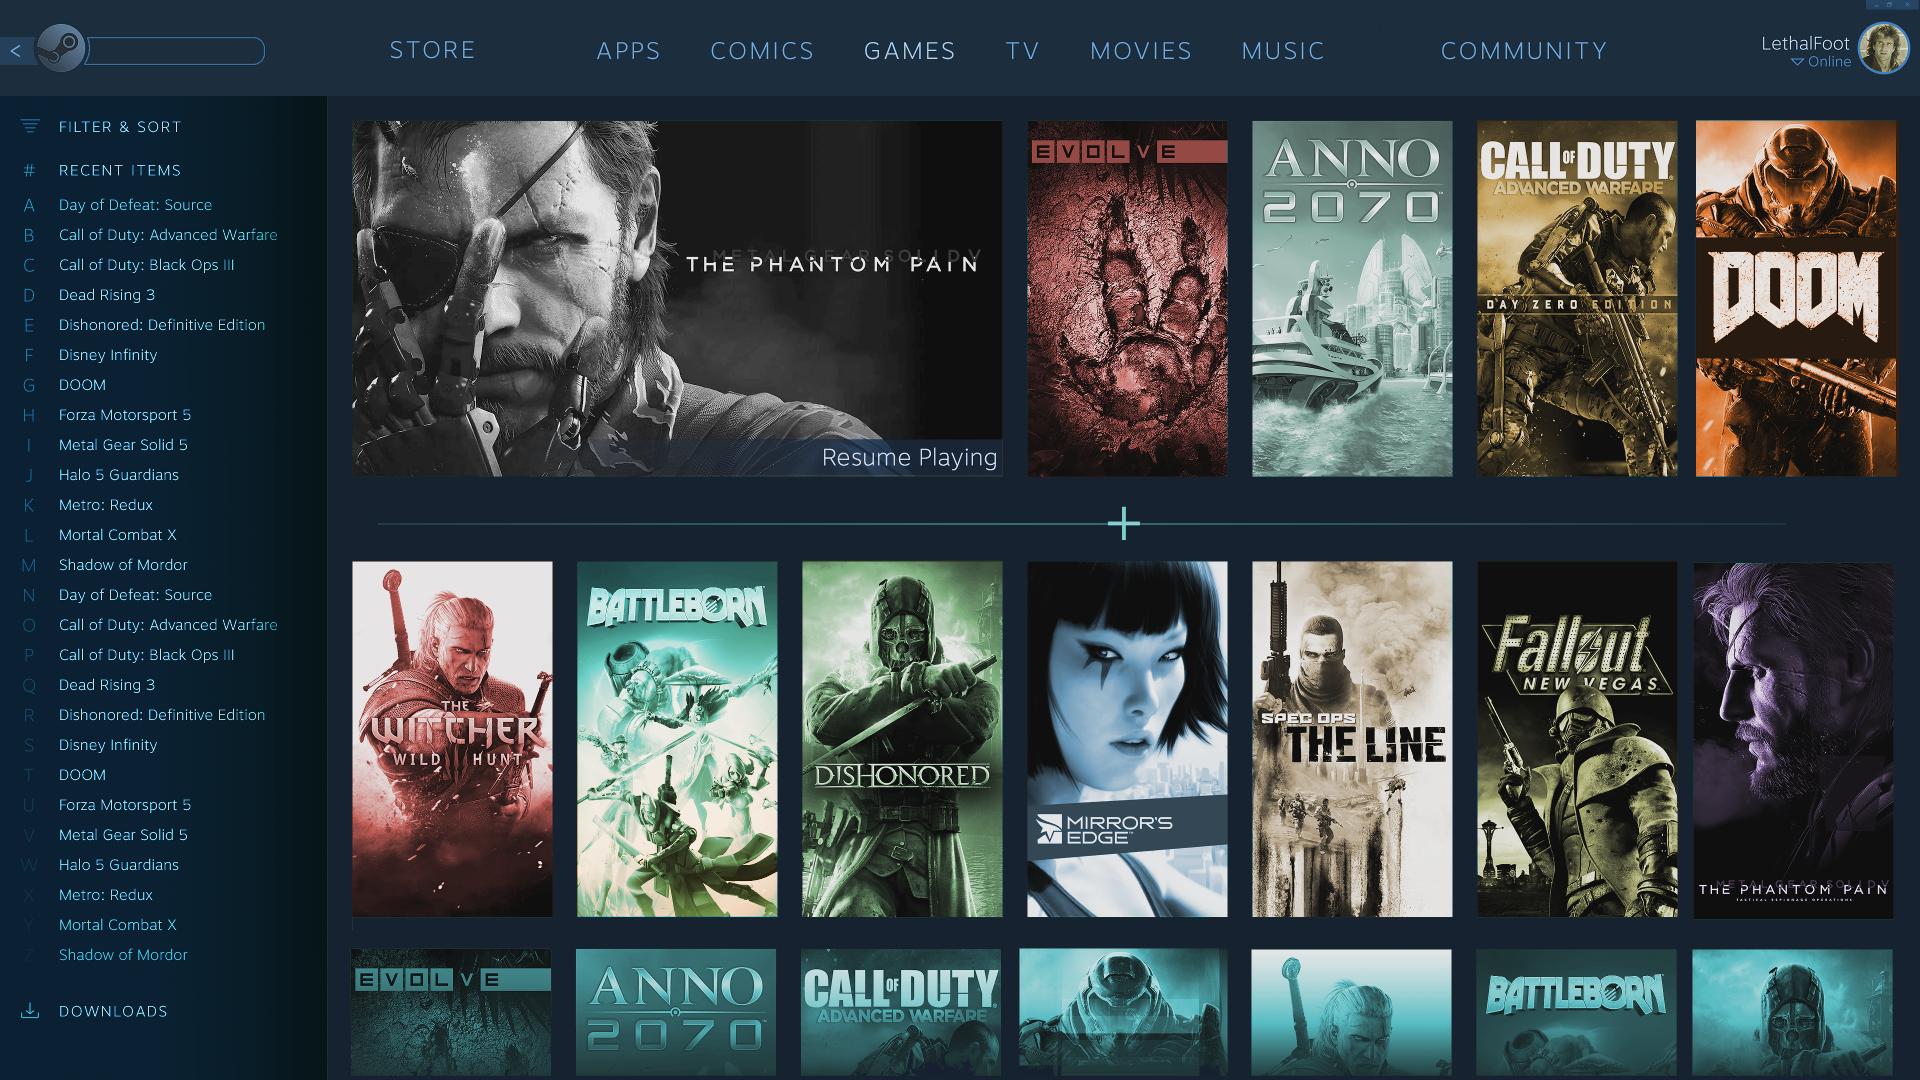 <
STORE
APPS
COMICS
GAMES
TV
MOVIES
MUSIC
COMMUNITY
LethalFoot
Online
FILTER & SORT
# RECENT ITEMS
A Day of Defeat: Source
B Call of Duty: Advanced Warfare
C Call of Duty: Black Ops III
D Dead Rising 3
E Dishonored: Definitive Edition
F Disney Infinity
G DOOM
H Forza Motorsport 5
I Metal Gear Solid 5
J Halo 5 Guardians
K Metro: Redux
L Mortal Combat X
M Shadow of Mordor
N Day of Defeat: Source
O Call of Duty: Advanced Warfare
P Call of Duty: Black Ops III
Q Dead Rising 3
R Dishonored: Definitive Edition
S Disney Infinity
T DOOM
U Forza Motorsport 5
V Metal Gear Solid 5
W Halo 5 Guardians
X Metro: Redux
Y Mortal Combat X
Z Shadow of Mordor
DOWNLOADS
METAL GEAR SOLID V
THE PHANTOM PAIN
Resume Playing
EVOLVE
ANNO
2070
CALL OF DUTY
ADVANCED WARFARE
DAY ZERO EDITION
DOOM
THE
WITCHER
WILD HUNT
BATTLEBORN
DISHONORED
MIRROR'S
EDGE
SPEC OPS
THE LINE
Fallout
NEW VEGAS
METAL GEAR SOLID V
THE PHANTOM PAIN
TACTICAL ESPIONAGE OPERATIONS
EVOLVE
ANNO
2070
CALL OF DUTY
ADVANCED WARFARE
BATTLEBORN